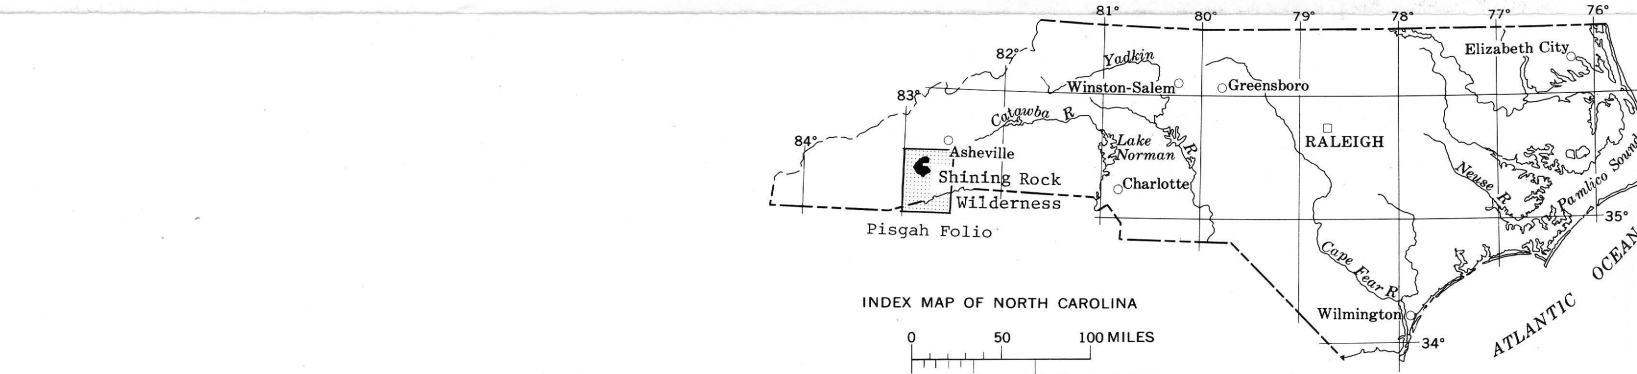 81°
80°
79°
78°
77°
76°
82°
Yadkin
Elizabeth City
83°
Winston-Salem
Greensboro
Catawba R
84°
Asheville
Lake
Norman
R
RALEIGH
Shining Rock
Charlotte
Neuse R
Pamlico Sound
Wilderness
Pisgah Folio
35°
Cape Fear R
ATLANTIC OCEAN
INDEX MAP OF NORTH CAROLINA
Wilmington
0 50 100 MILES
34°